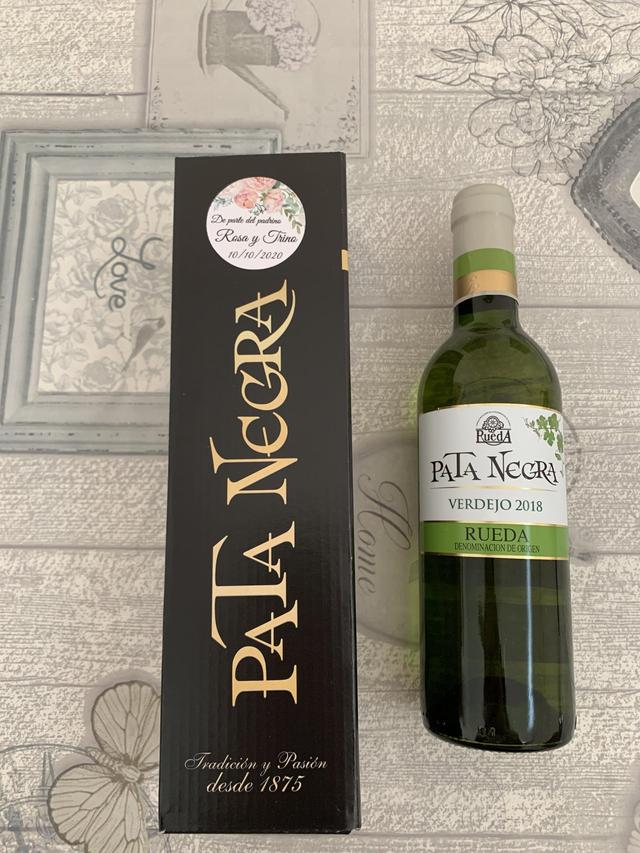 Love
De parte del padrino
Rosa y Trino
10/10/2020
PATA NEGRA
Tradición y Pasión
desde 1875
RuedA
PATA NEGRA
VERDEJO 2018
RUEDA
DENOMINACION DE ORIGEN
Home